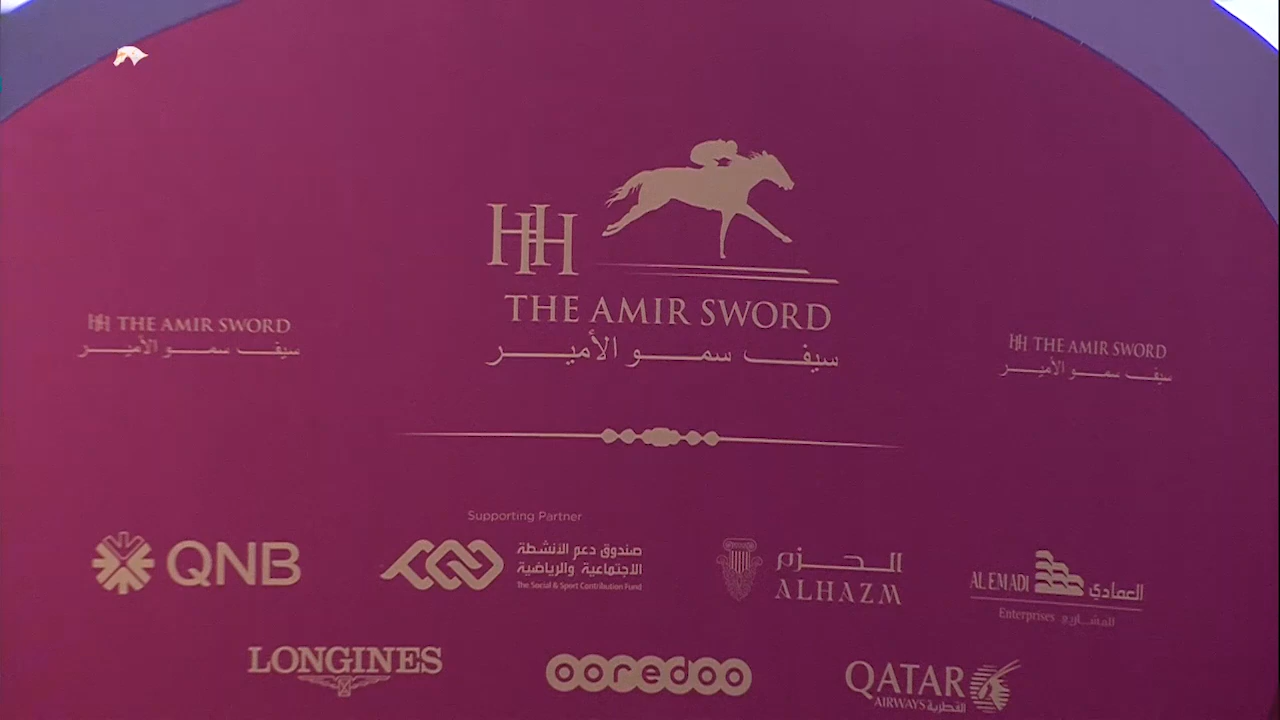 HH
THE AMIR SWORD
سيف سمو الأمير
HH THE AMIR SWORD
سيف سمو الأمير
HH THE AMIR SWORD
سيف سمو الأمير
Supporting Partner
QNB
صندوق دعم الأنشطة
الاجتماعية والرياضية
The Social & Sport Contribution Fund
الحزم
ALHAZM
AL EMADI العمادي
Enterprises للمشاريع
LONGINES
ooredoo
QATAR
AIRWAYS القطرية